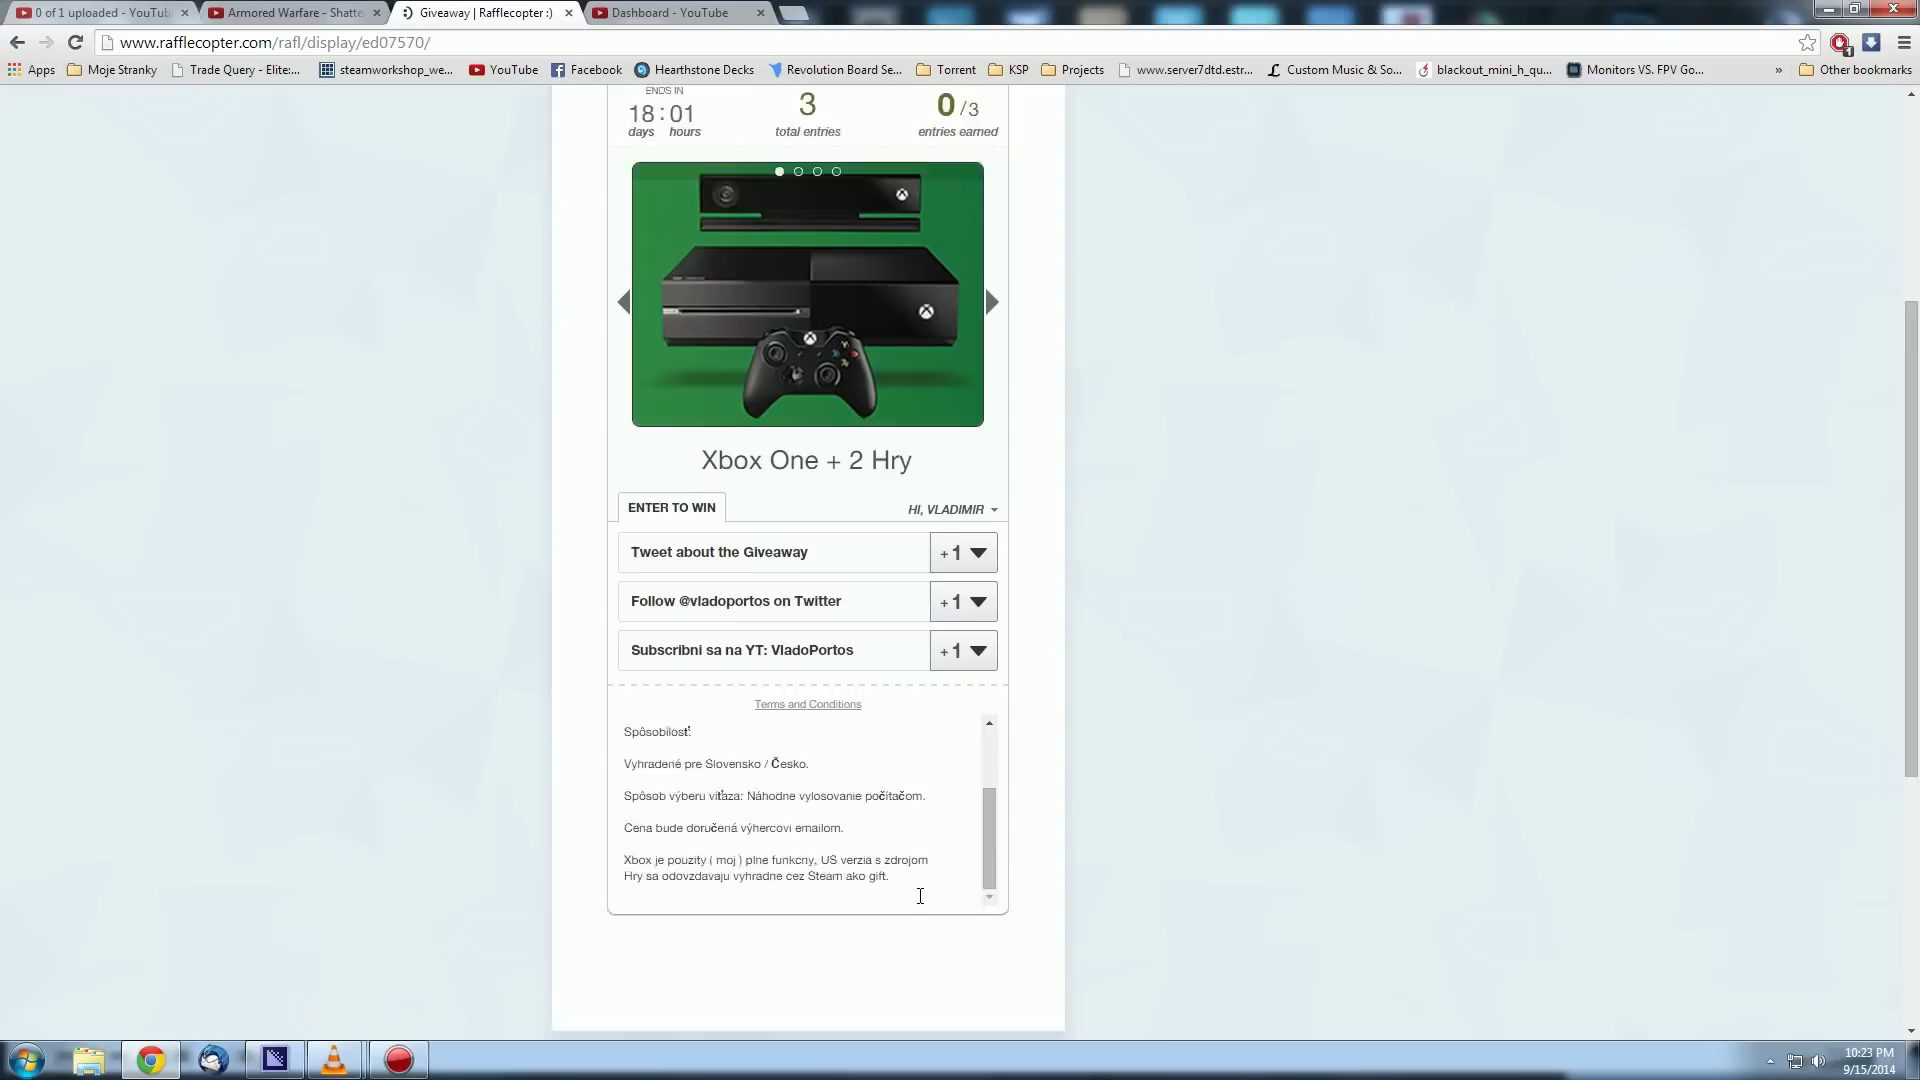 0 of 1 uploaded - YouTub
Armored Warfare - Shatte
Giveaway | Rafflecopter :)
Dashboard - YouTube
www.rafflecopter.com/rafl/display/ed07570/
Apps
Moje Stranky
Trade Query - Elite:...
steamworkshop_we...
YouTube
Facebook
Hearthstone Decks
Revolution Board Se...
Torrent
KSP
Projects
www.server7dtd.estr...
Custom Music & So...
blackout_mini_h_qu...
Monitors VS. FPV Go...
»
Other bookmarks
ENDS IN
18 : 01
days hours
3
total entries
0 /3
entries earned
Xbox One + 2 Hry
ENTER TO WIN
HI, VLADIMIR
Tweet about the Giveaway
+1
Follow @vladoportos on Twitter
+1
Subscribni sa na YT: VladoPortos
+1
Terms and Conditions
Spôsobilosť:
Vyhradené pre Slovensko / Česko.
Spôsob výberu víťaza: Náhodne vylosovanie počítačom.
Cena bude doručená výhercovi emailom.
Xbox je pouzity ( moj ) plne funkcny, US verzia s zdrojom
Hry sa odovzdavaju vyhradne cez Steam ako gift.
10:23 PM
9/15/2014